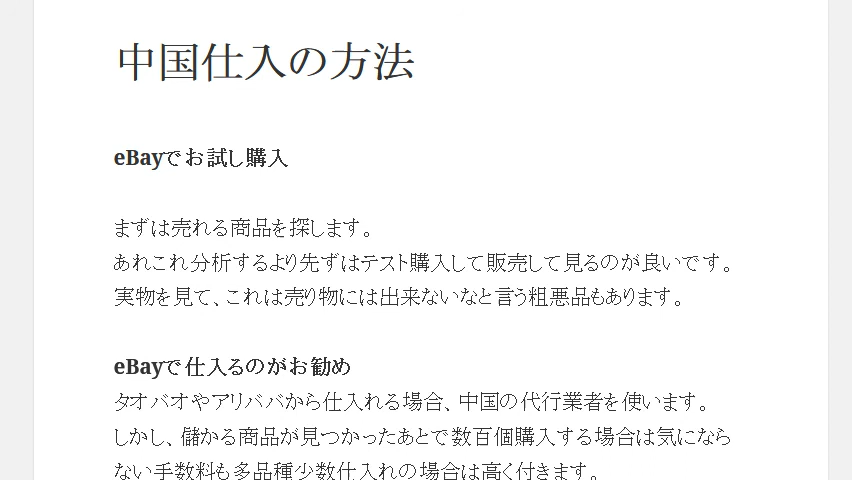 中国仕入の方法
eBayでお試し購入
まずは売れる商品を探します。
あれこれ分析するより先ずはテスト購入して販売して見るのが良いです。
実物を見て、これは売り物には出来ないなと言う粗悪品もあります。
eBayで仕入るのがお勧め
タオバオやアリババから仕入れる場合、中国の代行業者を使います。
しかし、儲かる商品が見つかったあとで数百個購入する場合は気になら
ない手数料も多品種少数仕入れの場合は高く付きます。